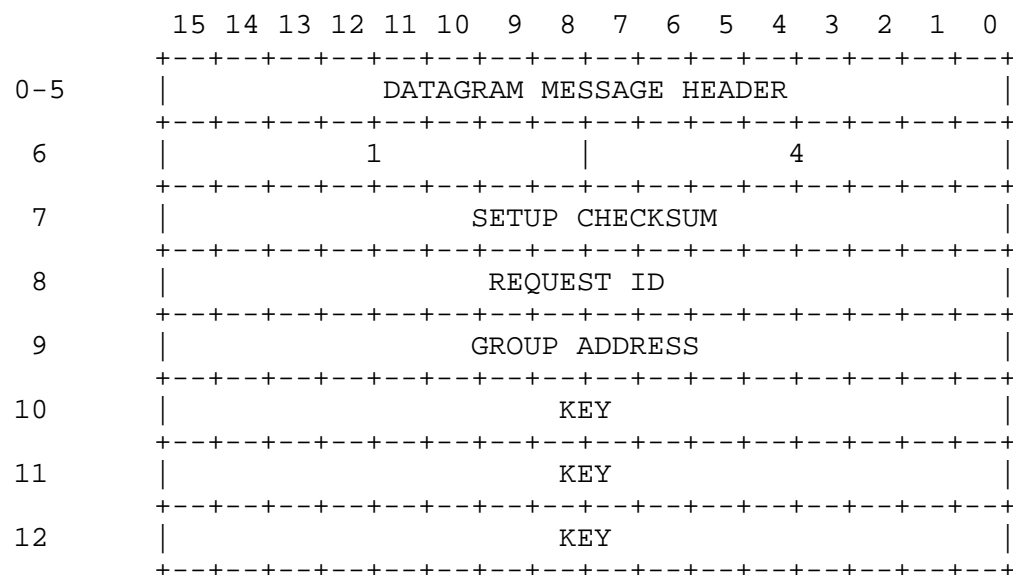 15 14 13 12 11 10  9  8  7  6  5  4  3  2  1  0
        +--+--+--+--+--+--+--+--+--+--+--+--+--+--+--+--+
0-5     |            DATAGRAM MESSAGE HEADER            |
        +--+--+--+--+--+--+--+--+--+--+--+--+--+--+--+--+
 6      |           1           |           4           |
        +--+--+--+--+--+--+--+--+--+--+--+--+--+--+--+--+
 7      |                 SETUP CHECKSUM                |
        +--+--+--+--+--+--+--+--+--+--+--+--+--+--+--+--+
 8      |                  REQUEST ID                   |
        +--+--+--+--+--+--+--+--+--+--+--+--+--+--+--+--+
 9      |                 GROUP ADDRESS                 |
        +--+--+--+--+--+--+--+--+--+--+--+--+--+--+--+--+
10      |                      KEY                      |
        +--+--+--+--+--+--+--+--+--+--+--+--+--+--+--+--+
11      |                      KEY                      |
        +--+--+--+--+--+--+--+--+--+--+--+--+--+--+--+--+
12      |                      KEY                      |
        +--+--+--+--+--+--+--+--+--+--+--+--+--+--+--+--+